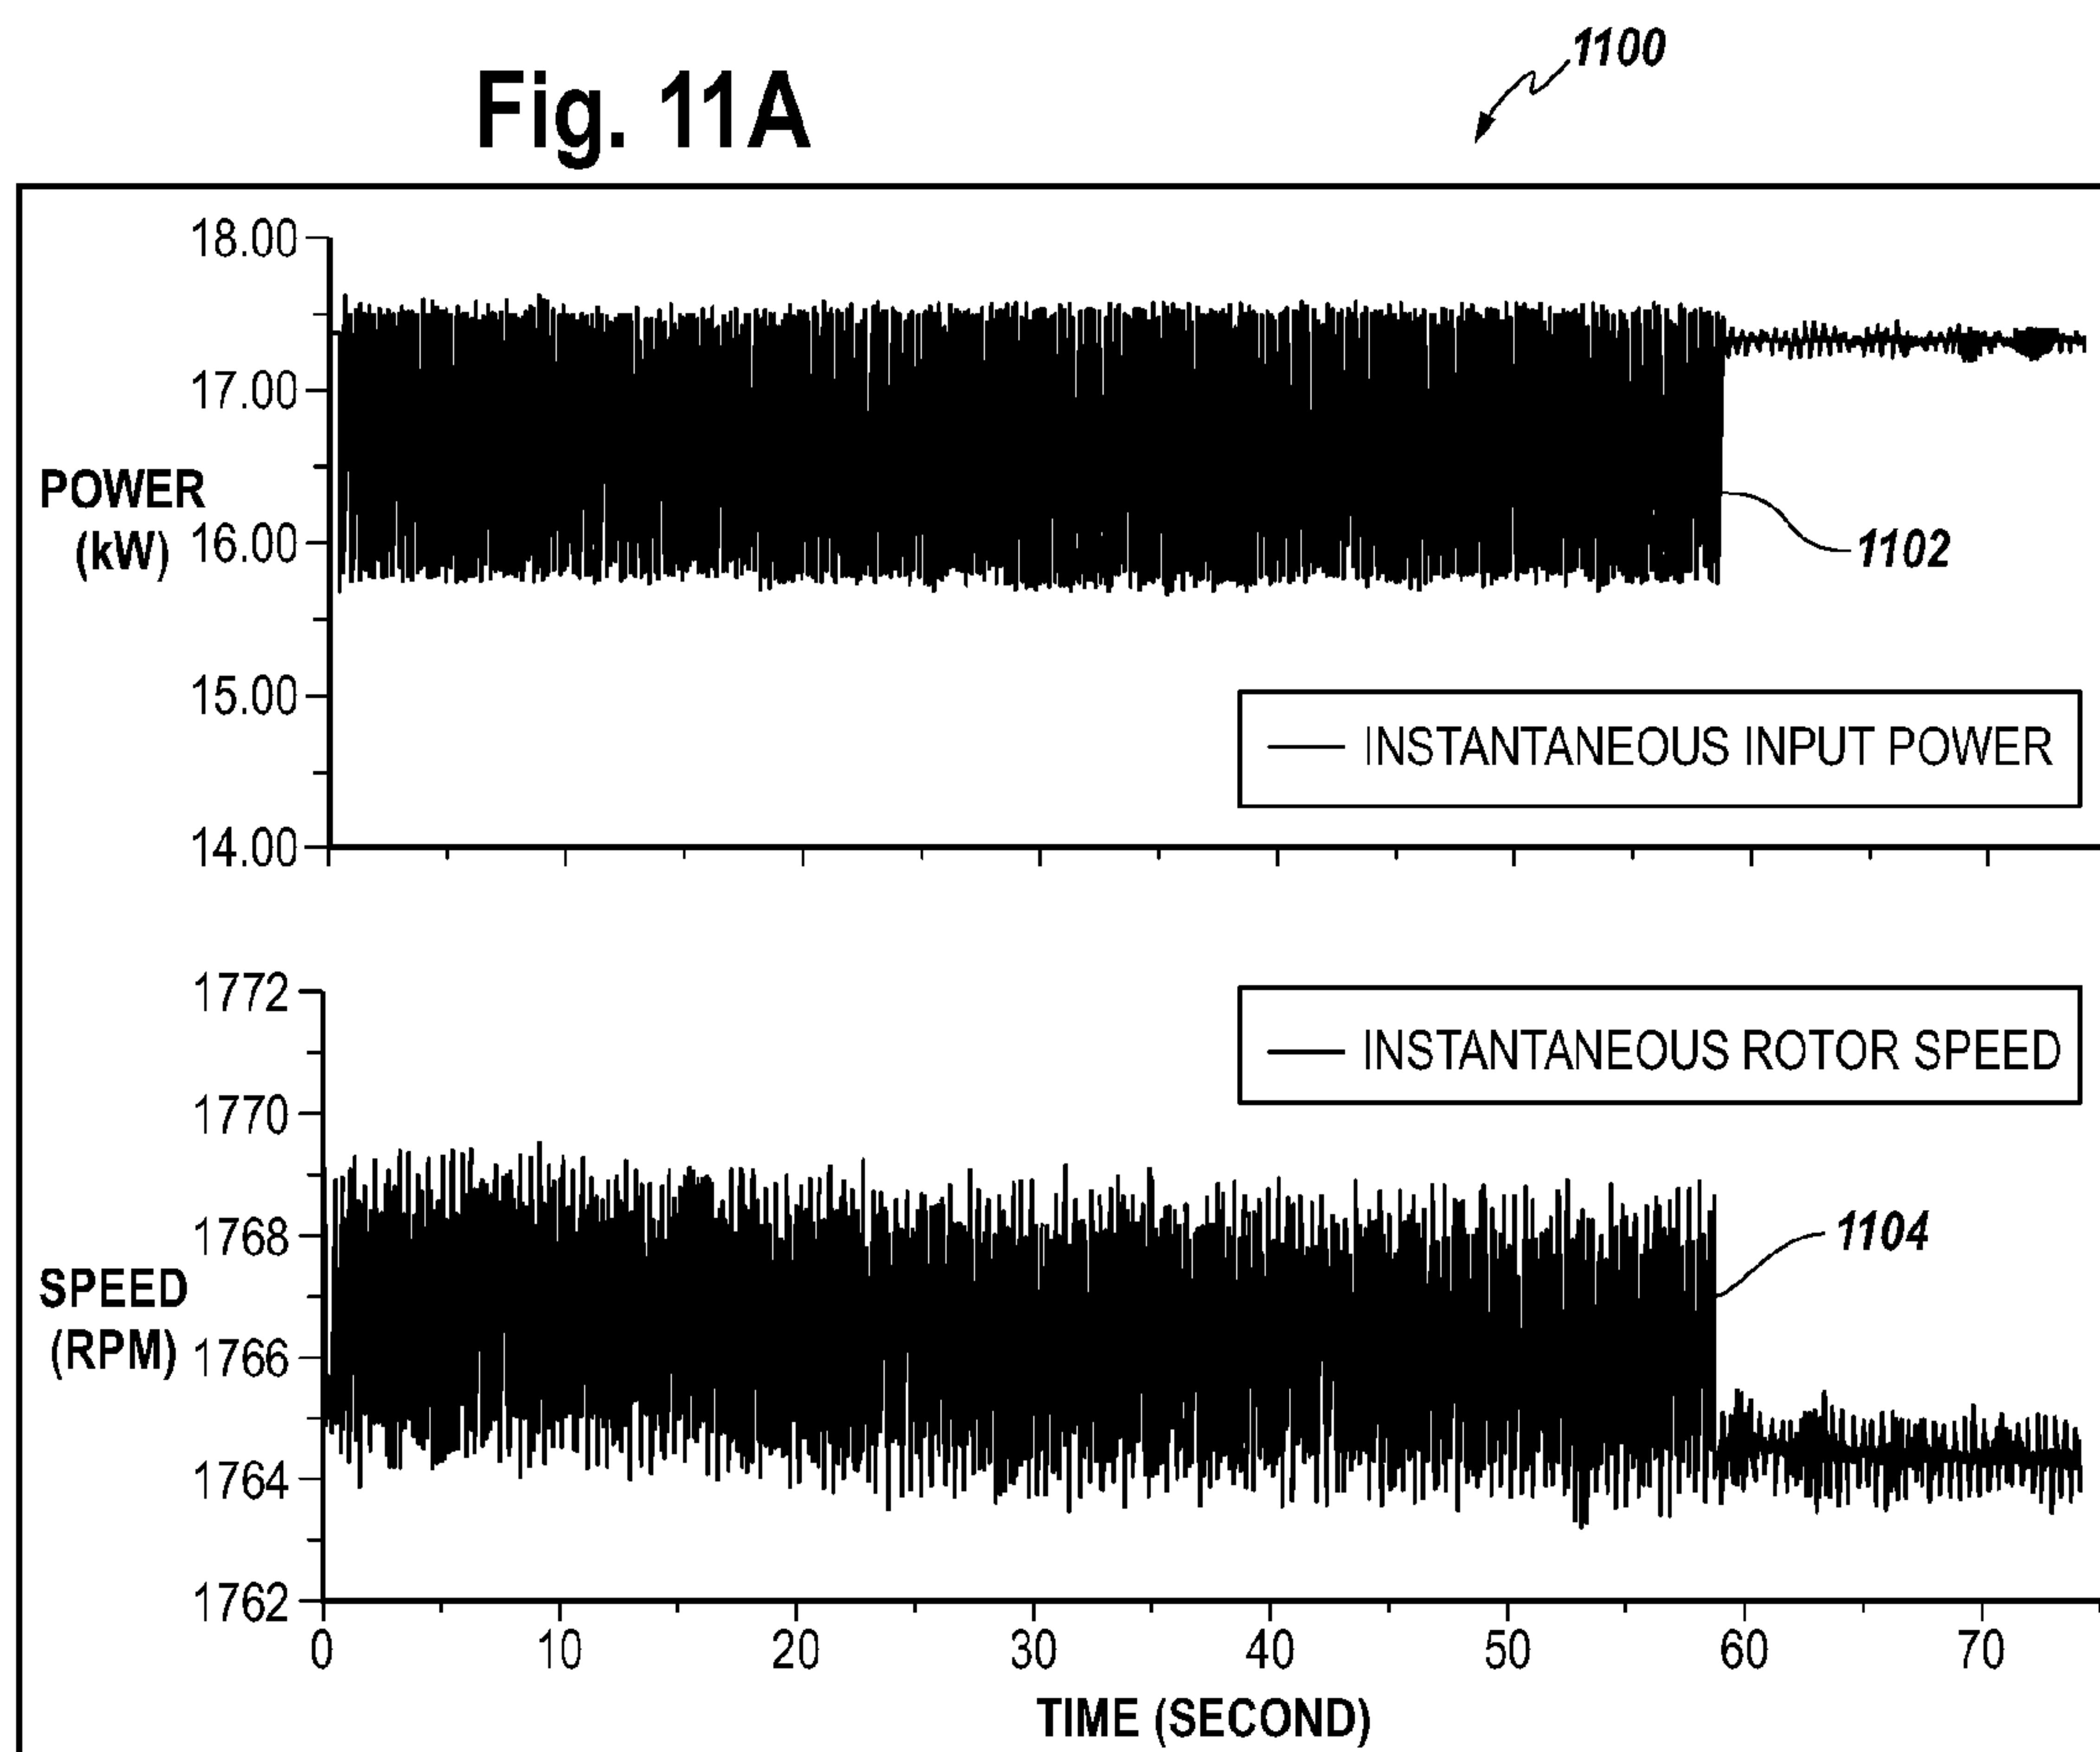 1100
Fig. 11A
18.00
17.00
POWER
(kW)
16.00
1102
15.00
INSTANTANEOUS INPUT POWER
14.00
1772
INSTANTANEOUS ROTOR SPEED
1770
1768
1104
SPEED
(RPM)
1766
1764
1762
0 10 20 30 40 50 60 70
TIME (SECOND)